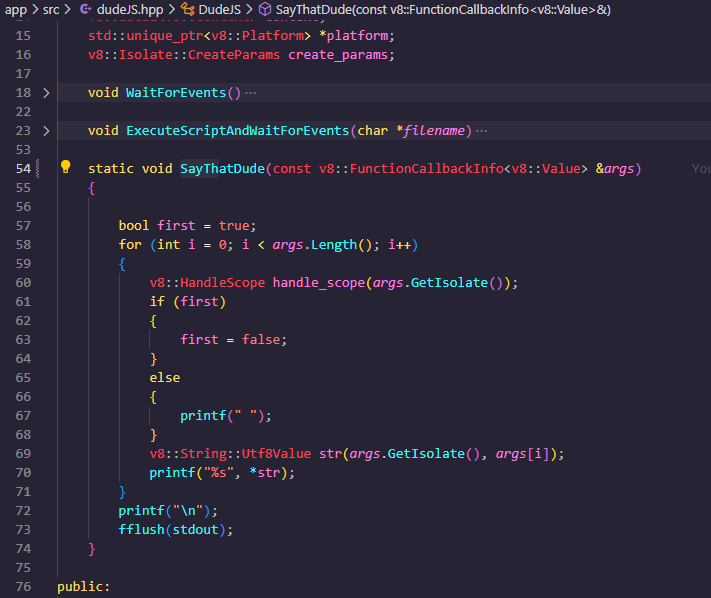 app > src > dudeJS.hpp > DudeJS > SayThatDude(const v8::FunctionCallbackInfo<v8::Value>&)
15 std::unique_ptr<v8::Platform> *platform;
16 v8::Isolate::CreateParams create_params;
17
18 > void WaitForEvents()···
22
23 > void ExecuteScriptAndWaitForEvents(char *filename)···
53
54 static void SayThatDude(const v8::FunctionCallbackInfo<v8::Value> &args) You
55 {
56
57 bool first = true;
58 for (int i = 0; i < args.Length(); i++)
59 {
60 v8::HandleScope handle_scope(args.GetIsolate());
61 if (first)
62 {
63 first = false;
64 }
65 else
66 {
67 printf(" ");
68 }
69 v8::String::Utf8Value str(args.GetIsolate(), args[i]);
70 printf("%s", *str);
71 }
72 printf("\n");
73 fflush(stdout);
74 }
75
76 public: